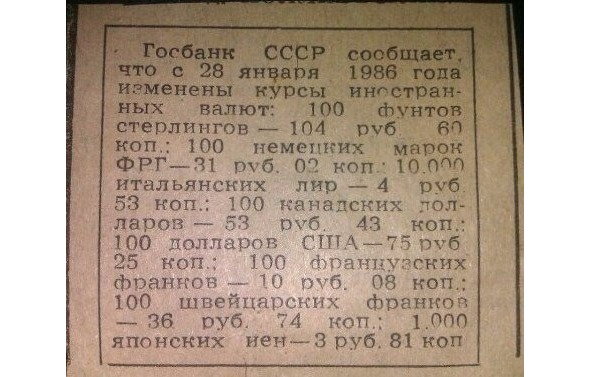 Госбанк СССР сообщает,
что с 28 января 1986 года
изменены курсы иностран-
ных валют: 100 фунтов
стерлингов — 104 руб. 60
коп.; 100 немецких марок
ФРГ—31 руб. 02 коп.; 10.000
итальянских лир — 4 руб.
53 коп.; 100 канадских дол-
ларов — 53 руб. 43 коп.;
100 долларов США—75 руб
25 коп.; 100 французских
франков — 10 руб. 08 коп.;
100 швейцарских франков
— 36 руб. 74 коп.; 1.000
японских иен—3 руб. 81 коп